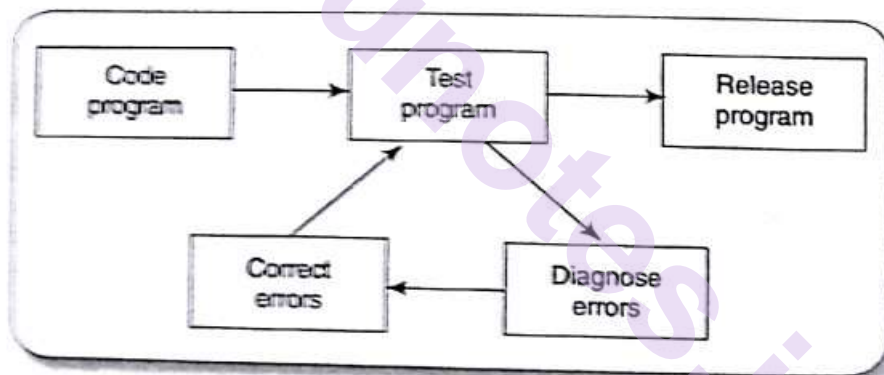 Code
program
Test
program
Release
program
Correct
errors
Diagnose
errors